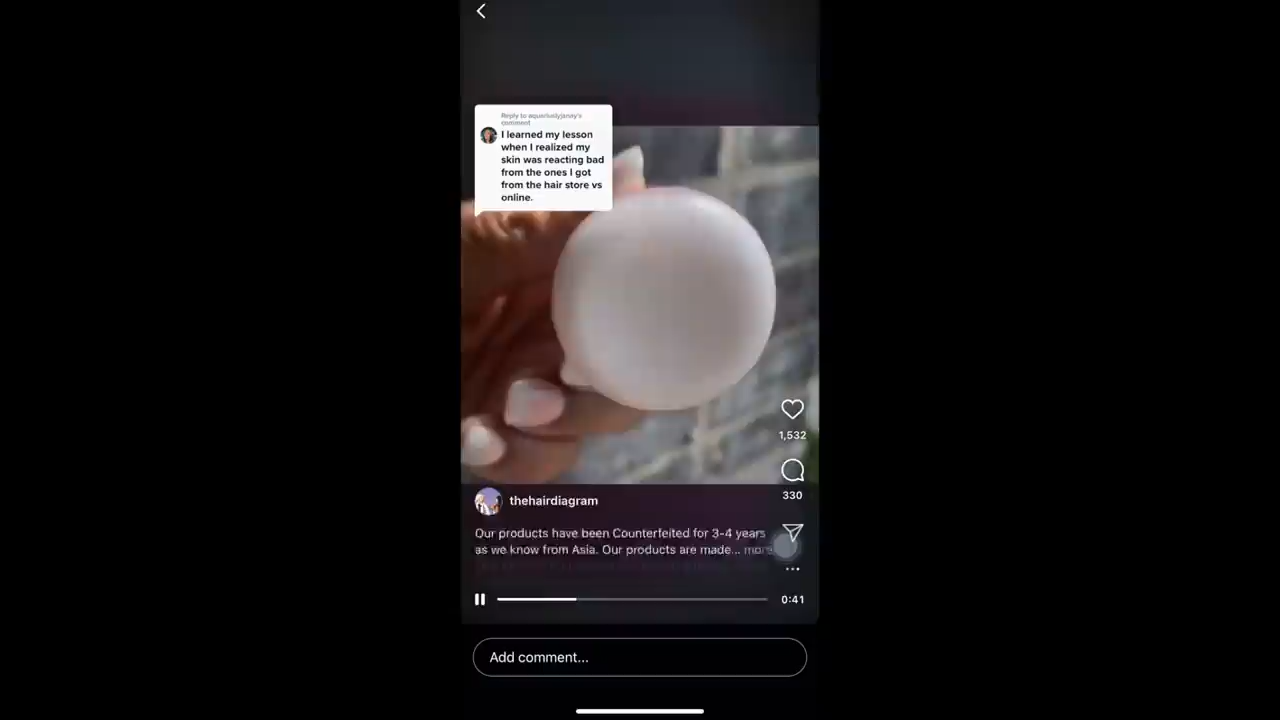 Reply to aquariuslyjanny's
comment
I learned my lesson
when I realized my
skin was reacting bad
from the ones I got
from the hair store vs
online.
1,532
330
thehairdiagram
Our products have been Counterfeited for 3-4 years
as we know from Asia. Our products are made... more
0:41
Add comment...